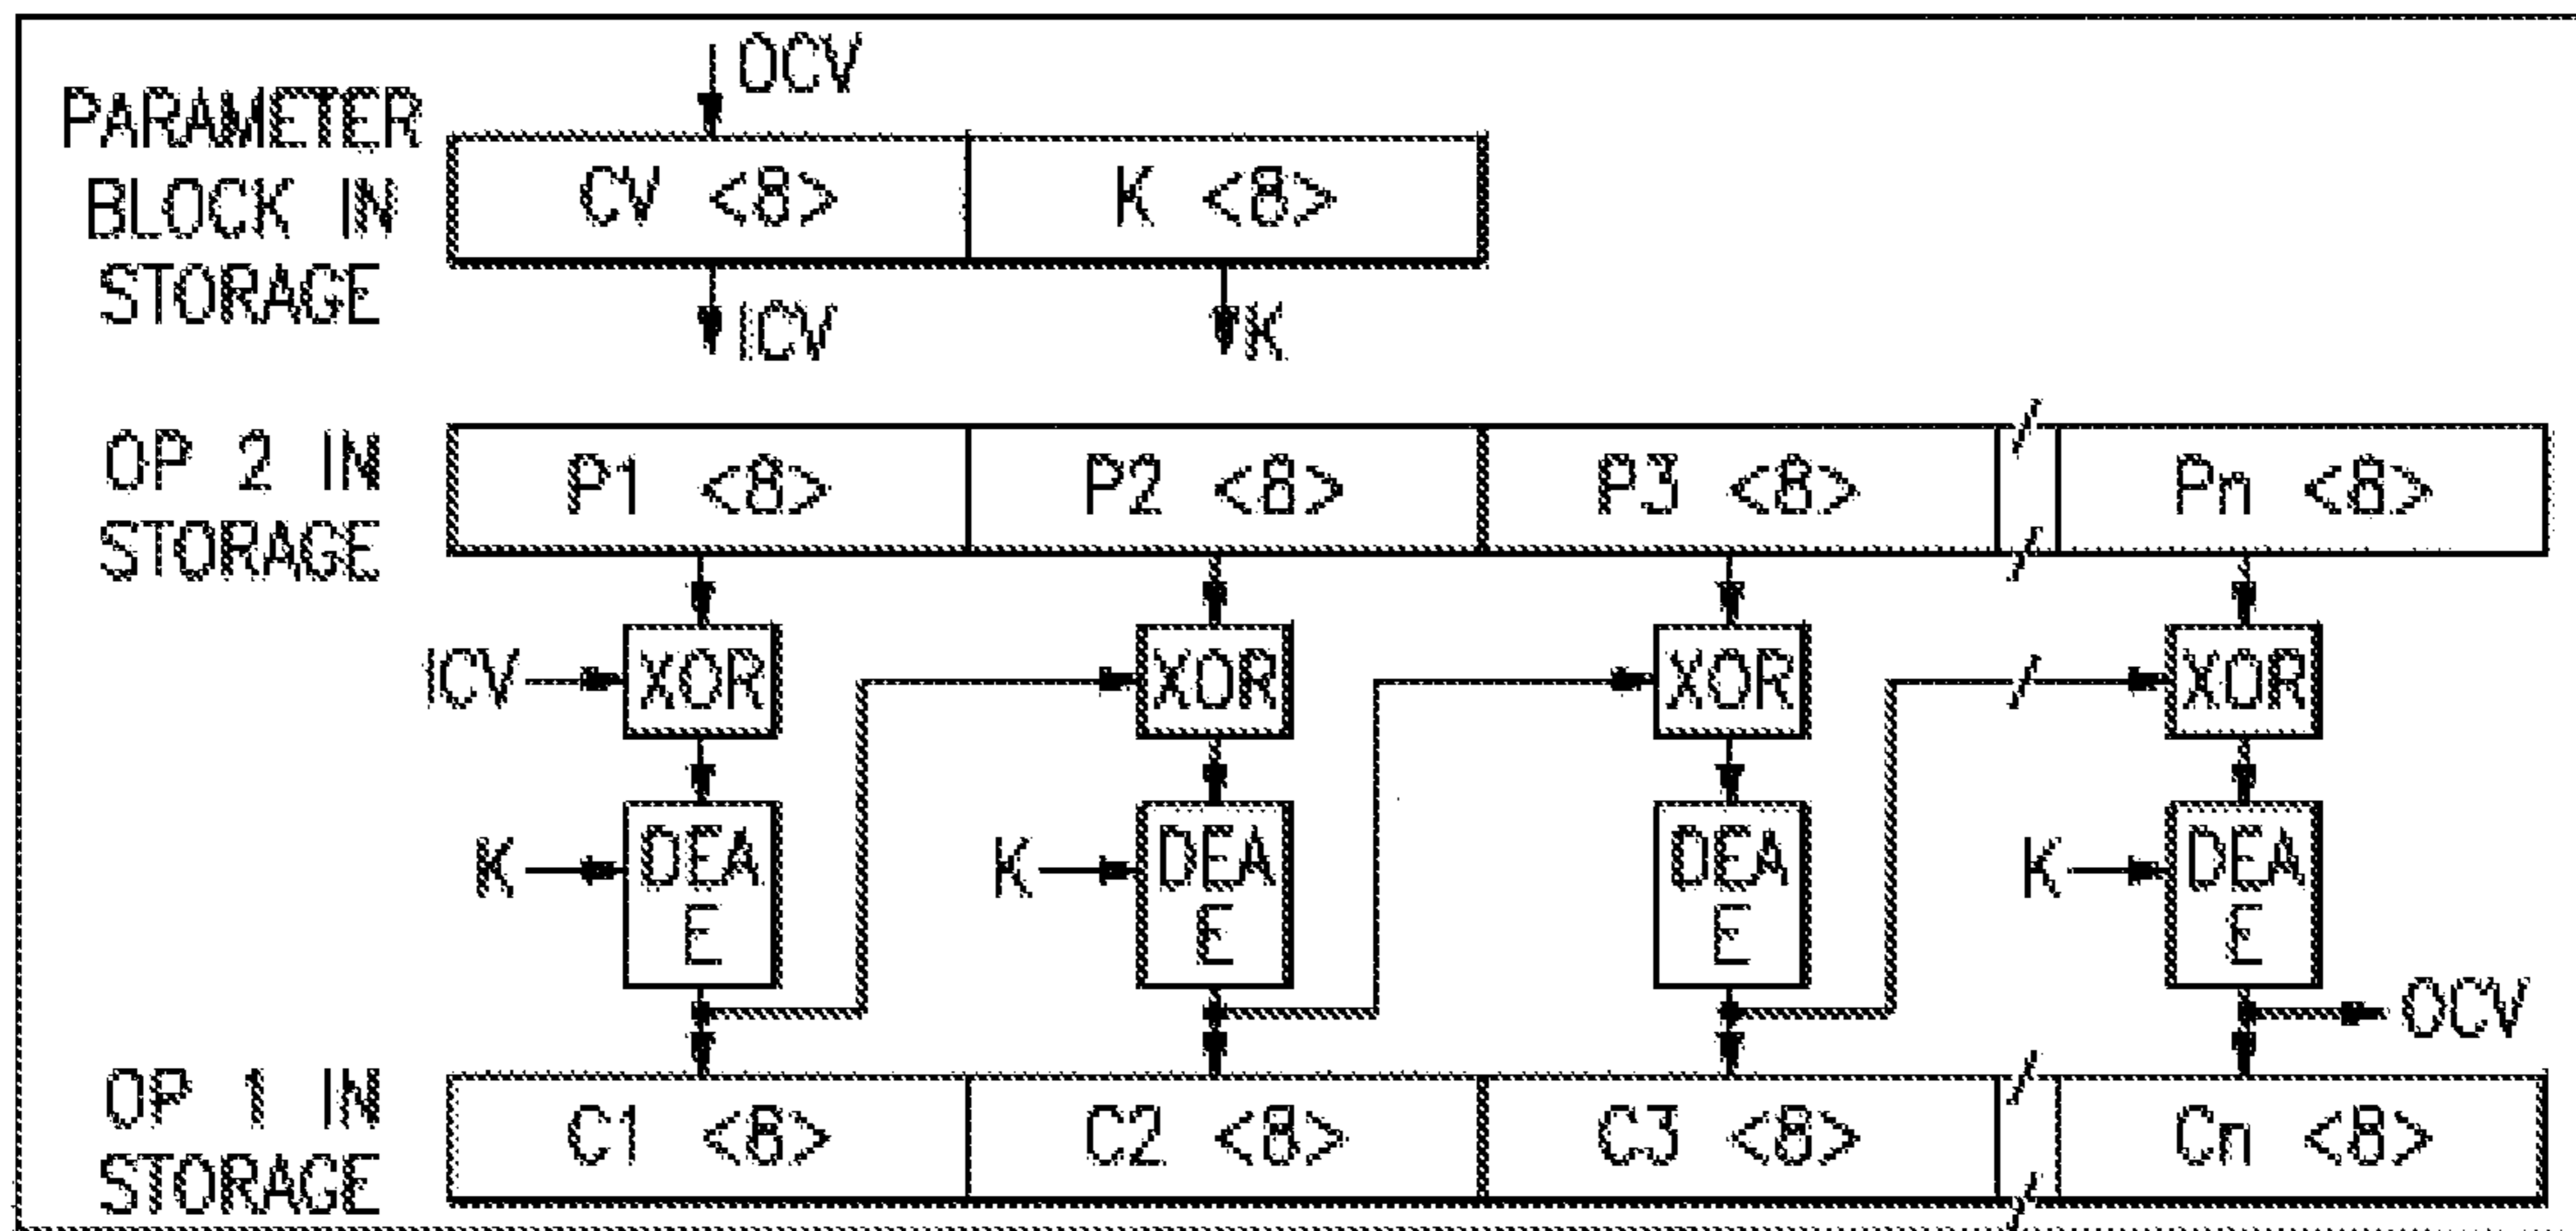 OCV
PARAMETER
BLOCK IN
STORAGE
CV <8> K <8>
ICV K
OP 2 IN
STORAGE
P1 <8> P2 <8> P3 <8> Pn <8>
ICV XOR XOR XOR XOR
K DEA K DEA DEA K DEA
E E E E
OCV
OP 1 IN
STORAGE
C1 <8> C2 <8> C3 <8> Cn <8>